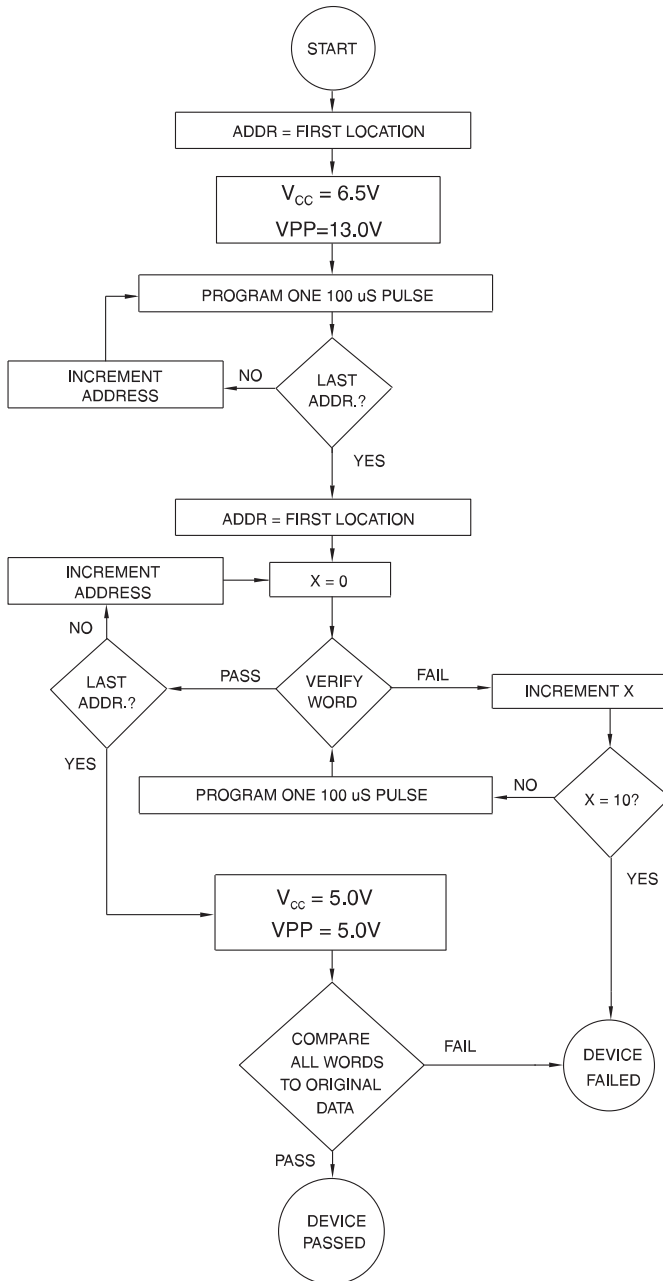 START
ADDR = FIRST LOCATION
VCC = 6.5V
VPP=13.0V
PROGRAM ONE 100 uS PULSE
INCREMENT
ADDRESS
NO
LAST
ADDR.?
YES
ADDR = FIRST LOCATION
INCREMENT
ADDRESS
X = 0
NO
LAST
ADDR.?
PASS
VERIFY
WORD
FAIL
INCREMENT X
YES
PROGRAM ONE 100 uS PULSE
NO
X = 10?
YES
VCC = 5.0V
VPP = 5.0V
COMPARE
ALL WORDS
TO ORIGINAL
DATA
FAIL
DEVICE
FAILED
PASS
DEVICE
PASSED